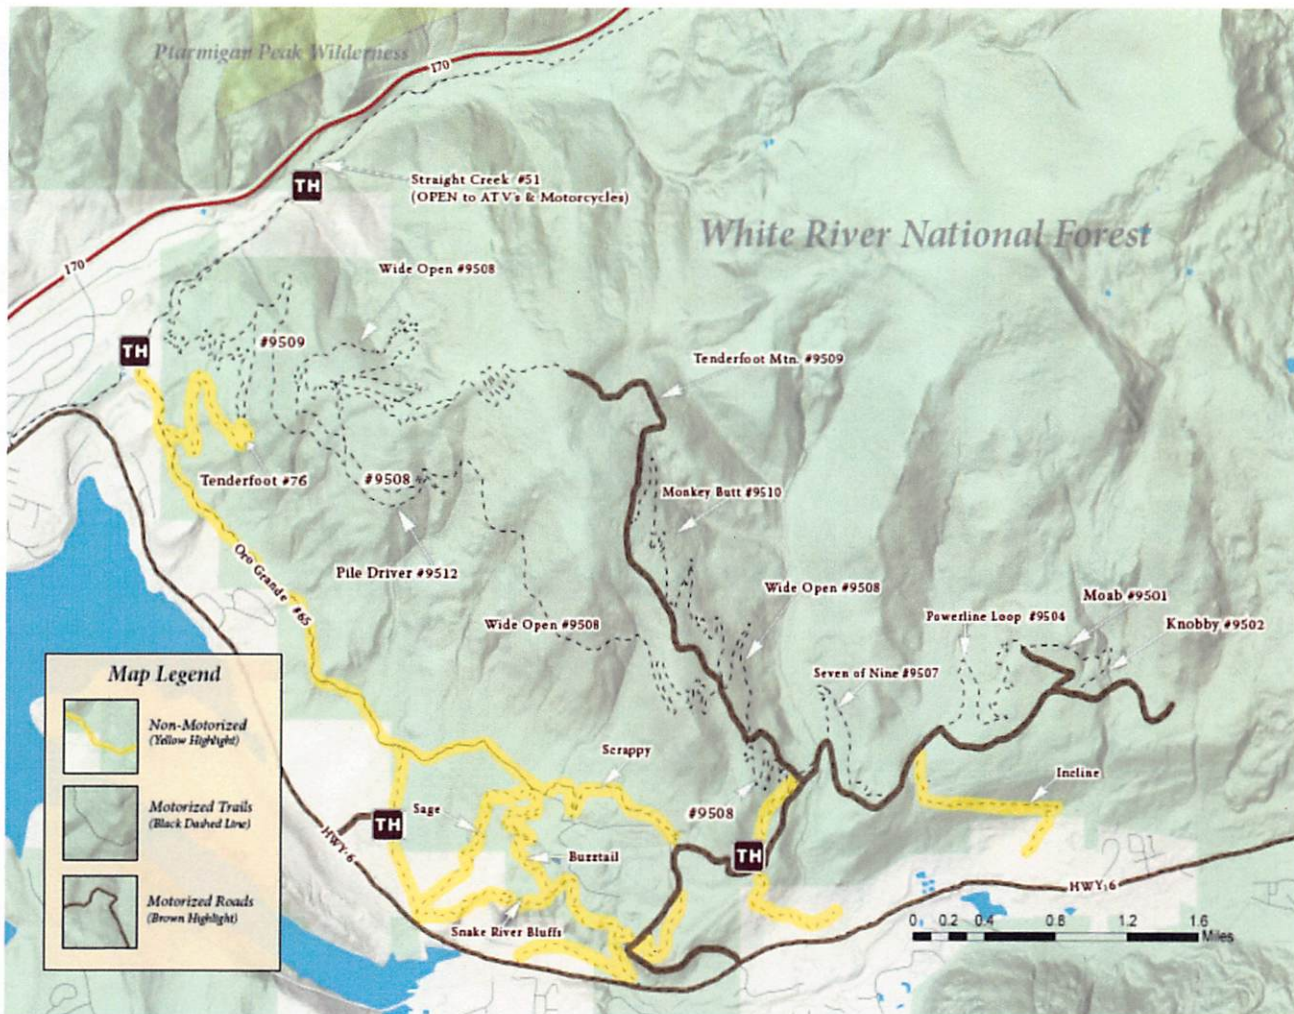 Ptarmigan Peak Wilderness
170
TH
Straight Creek #51
(OPEN to ATV's & Motorcycles)
White River National Forest
170
Wide Open #9508
TH
#9509
Tenderfoot Mtn. #9509
Tenderfoot #76
#9508
Monkey Butt #9510
Oro Grande #65
Pile Driver #9512
Wide Open #9508
Moab #9501
Powerline Loop #9504
Knobby #9502
Wide Open #9508
Seven of Nine #9507
Map Legend
Non-Motorized
(Yellow Highlight)
Motorized Trails
(Black Dashed Line)
Motorized Roads
(Brown Highlight)
Scrappy
Incline
Sage
#9508
TH
HWY 6
Buzztail
TH
HWY 6
Snake River Bluffs
0 0.2 0.4 0.8 1.2 1.6
Miles